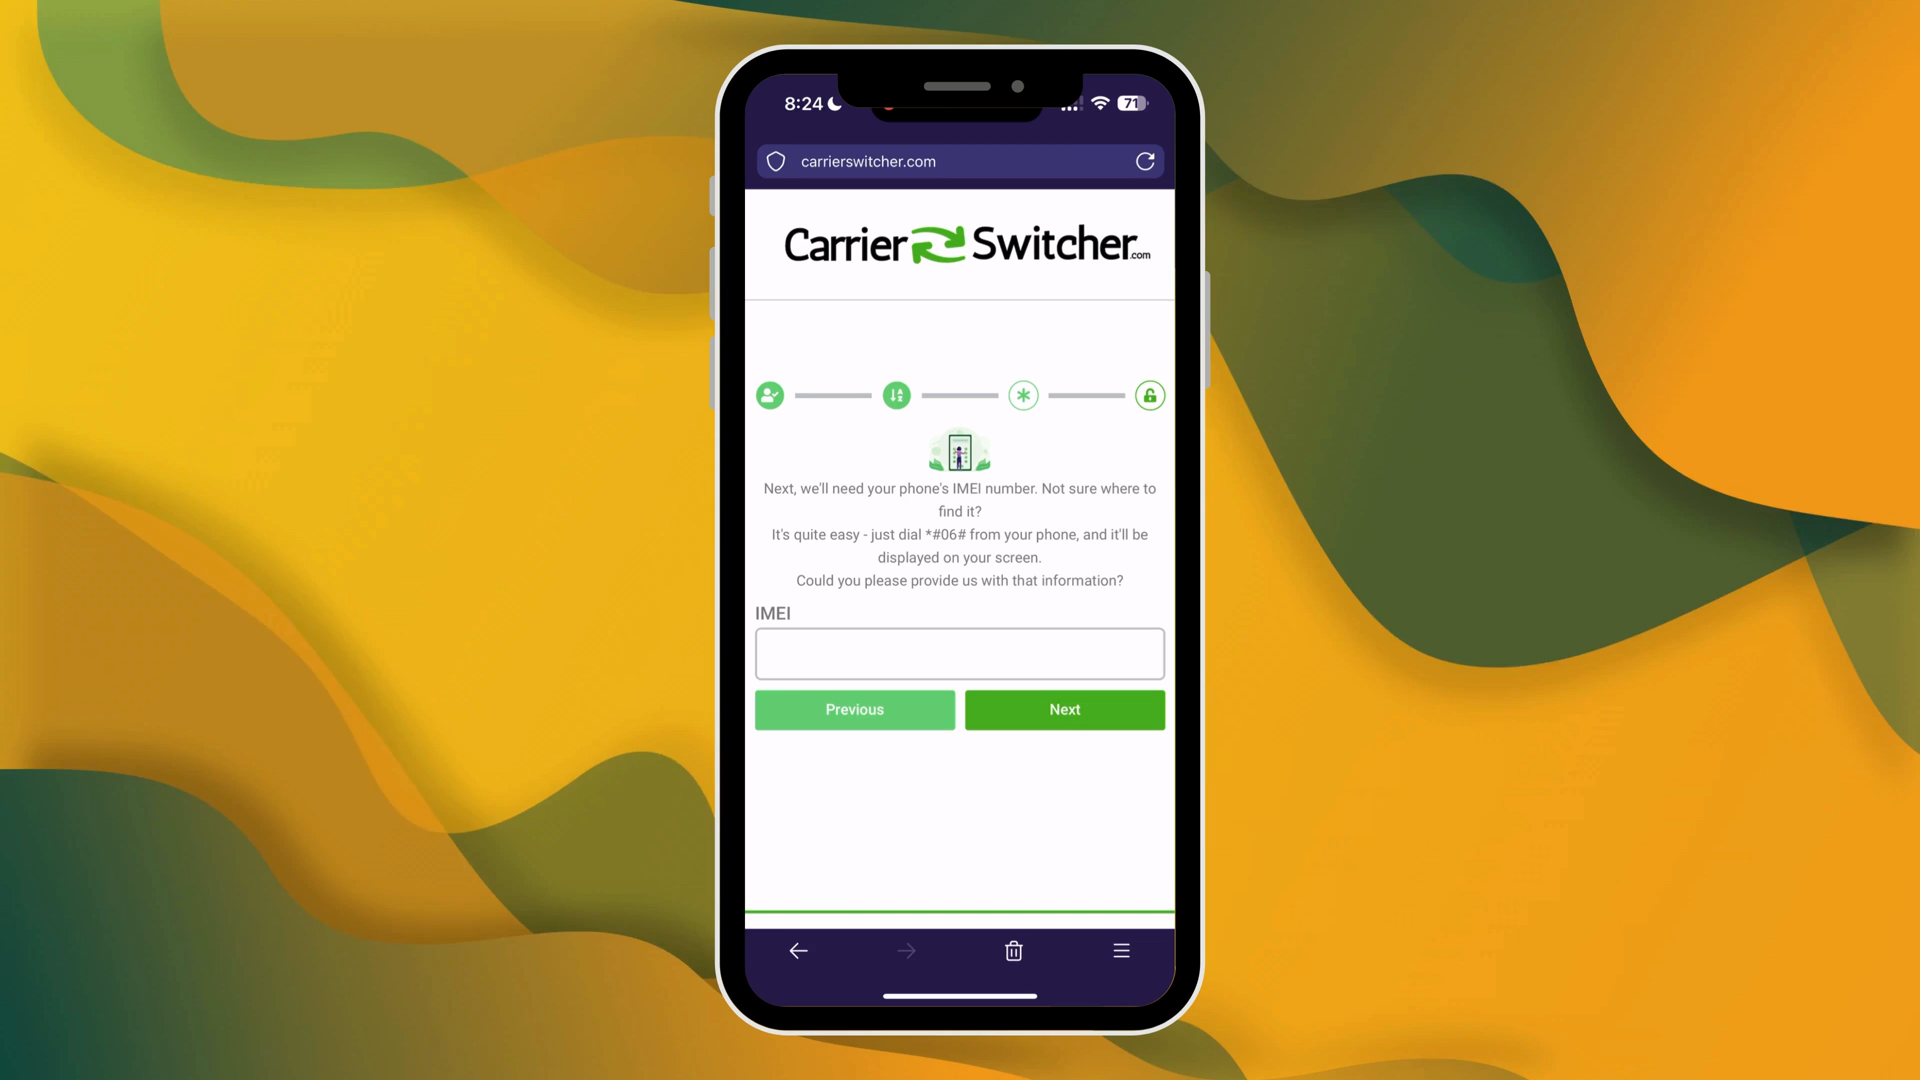 8:24
71
carrierswitcher.com
Carrier Switcher.com
Next, we'll need your phone's IMEI number. Not sure where to
find it?
It's quite easy - just dial *#06# from your phone, and it'll be
displayed on your screen.
Could you please provide us with that information?
IMEI
Previous
Next